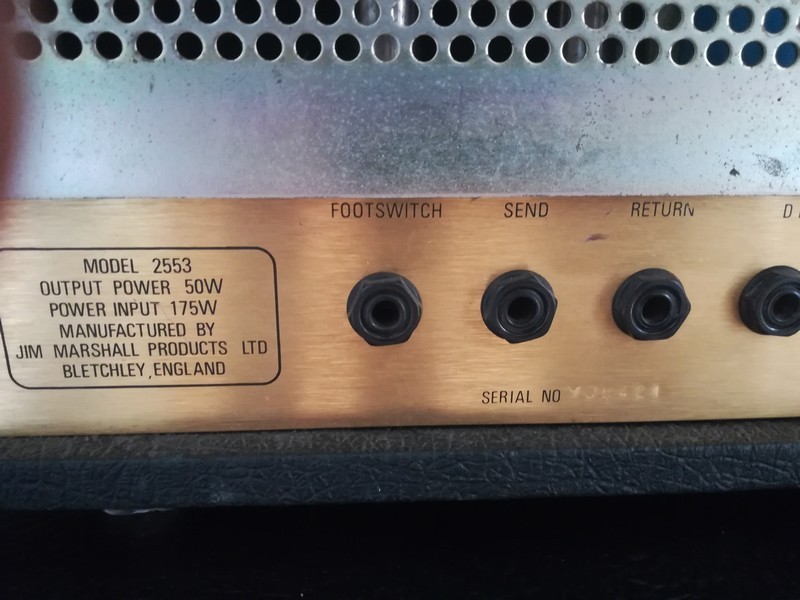 FOOTSWITCH SEND RETURN D
MODEL 2553
OUTPUT POWER 50W
POWER INPUT 175W
MANUFACTURED BY
JIM MARSHALL PRODUCTS LTD
BLETCHLEY, ENGLAND
SERIAL NO